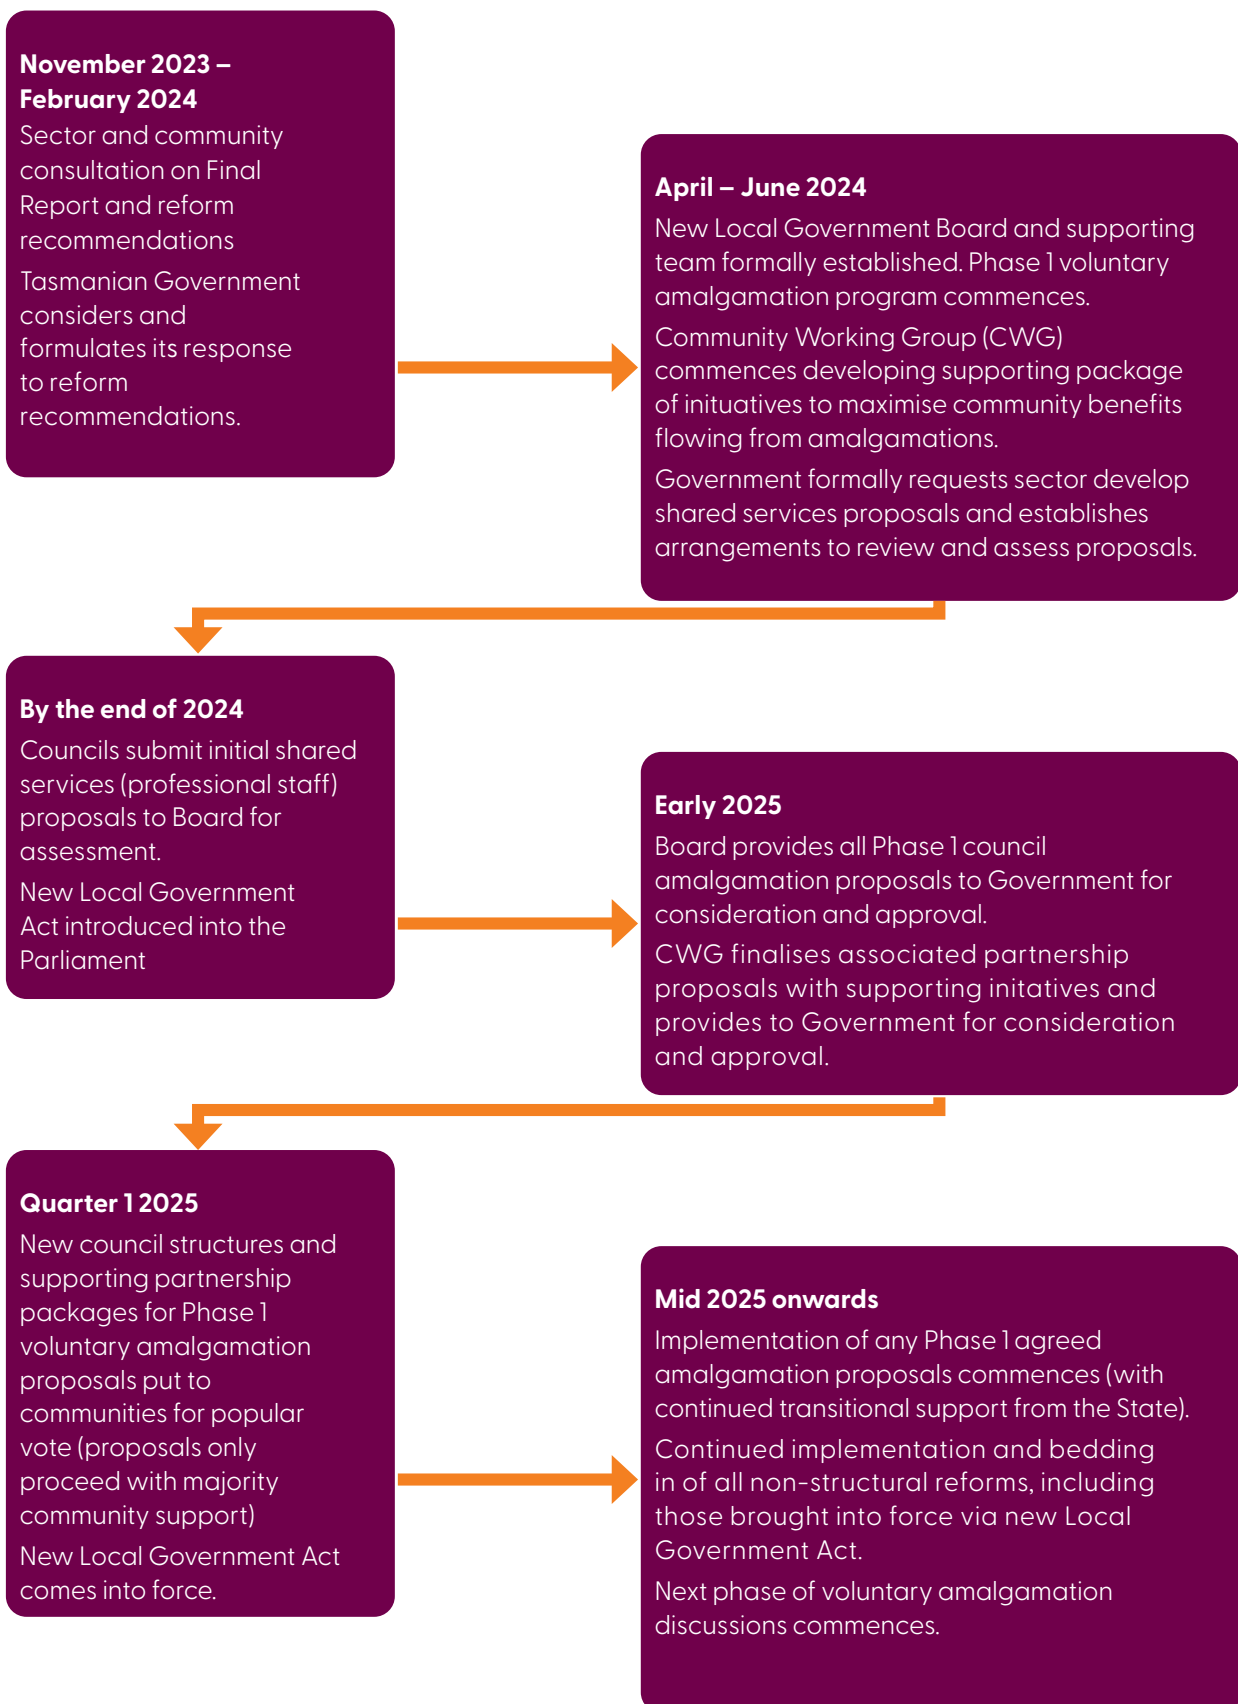 November 2023 –
February 2024
Sector and community
consultation on Final
Report and reform
recommendations
Tasmanian Government
considers and
formulates its response
to reform
recommendations.
April – June 2024
New Local Government Board and supporting
team formally established. Phase 1 voluntary
amalgamation program commences.
Community Working Group (CWG)
commences developing supporting package
of inituatives to maximise community benefits
flowing from amalgamations.
Government formally requests sector develop
shared services proposals and establishes
arrangements to review and assess proposals.
By the end of 2024
Councils submit initial shared
services (professional staff)
proposals to Board for
assessment.
New Local Government
Act introduced into the
Parliament
Early 2025
Board provides all Phase 1 council
amalgamation proposals to Government for
consideration and approval.
CWG finalises associated partnership
proposals with supporting initatives and
provides to Government for consideration
and approval.
Quarter 1 2025
New council structures and
supporting partnership
packages for Phase 1
voluntary amalgamation
proposals put to
communities for popular
vote (proposals only
proceed with majority
community support)
New Local Government Act
comes into force.
Mid 2025 onwards
Implementation of any Phase 1 agreed
amalgamation proposals commences (with
continued transitional support from the State).
Continued implementation and bedding
in of all non-structural reforms, including
those brought into force via new Local
Government Act.
Next phase of voluntary amalgamation
discussions commences.